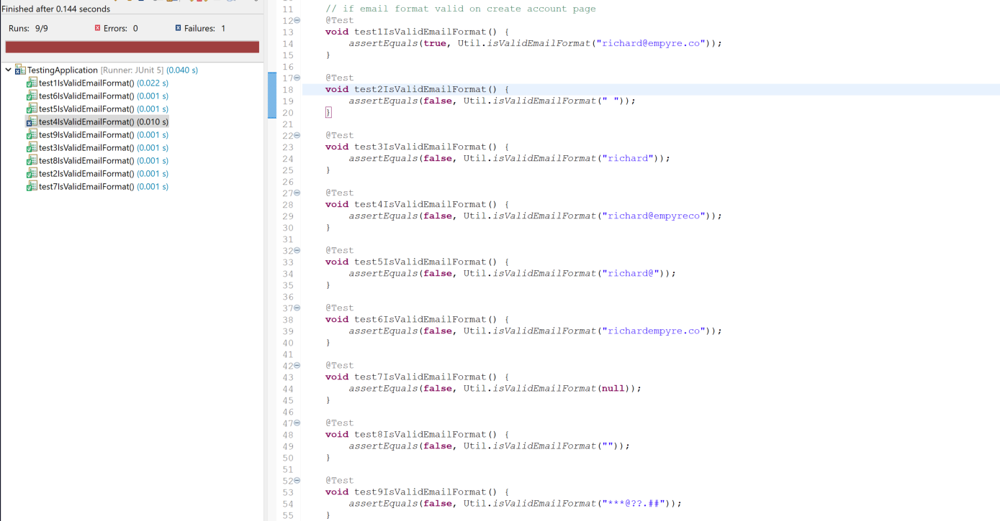 Finished after 0.144 seconds
Runs: 9/9 Errors: 0 Failures: 1
TestingApplication [Runner: JUnit 5] (0.040 s)
test1IsValidEmailFormat() (0.022 s)
test6IsValidEmailFormat() (0.001 s)
test5IsValidEmailFormat() (0.001 s)
test4IsValidEmailFormat() (0.010 s)
test9IsValidEmailFormat() (0.001 s)
test3IsValidEmailFormat() (0.001 s)
test8IsValidEmailFormat() (0.001 s)
test2IsValidEmailFormat() (0.001 s)
test7IsValidEmailFormat() (0.001 s)
11 // if email format valid on create account page
12 @Test
13 void test1IsValidEmailFormat() {
14 assertEquals(true, Util.isValidEmailFormat("richard@empyre.co"));
15 }
16
17 @Test
18 void test2IsValidEmailFormat() {
19 assertEquals(false, Util.isValidEmailFormat(" "));
20 }
21
22 @Test
23 void test3IsValidEmailFormat() {
24 assertEquals(false, Util.isValidEmailFormat("richard"));
25 }
26
27 @Test
28 void test4IsValidEmailFormat() {
29 assertEquals(false, Util.isValidEmailFormat("richard@empyreco"));
30 }
31
32 @Test
33 void test5IsValidEmailFormat() {
34 assertEquals(false, Util.isValidEmailFormat("richard@"));
35 }
36
37 @Test
38 void test6IsValidEmailFormat() {
39 assertEquals(false, Util.isValidEmailFormat("richardempyre.co"));
40 }
41
42 @Test
43 void test7IsValidEmailFormat() {
44 assertEquals(false, Util.isValidEmailFormat(null));
45 }
46
47 @Test
48 void test8IsValidEmailFormat() {
49 assertEquals(false, Util.isValidEmailFormat(""));
50 }
51
52 @Test
53 void test9IsValidEmailFormat() {
54 assertEquals(false, Util.isValidEmailFormat("***@??.##"));
55 }